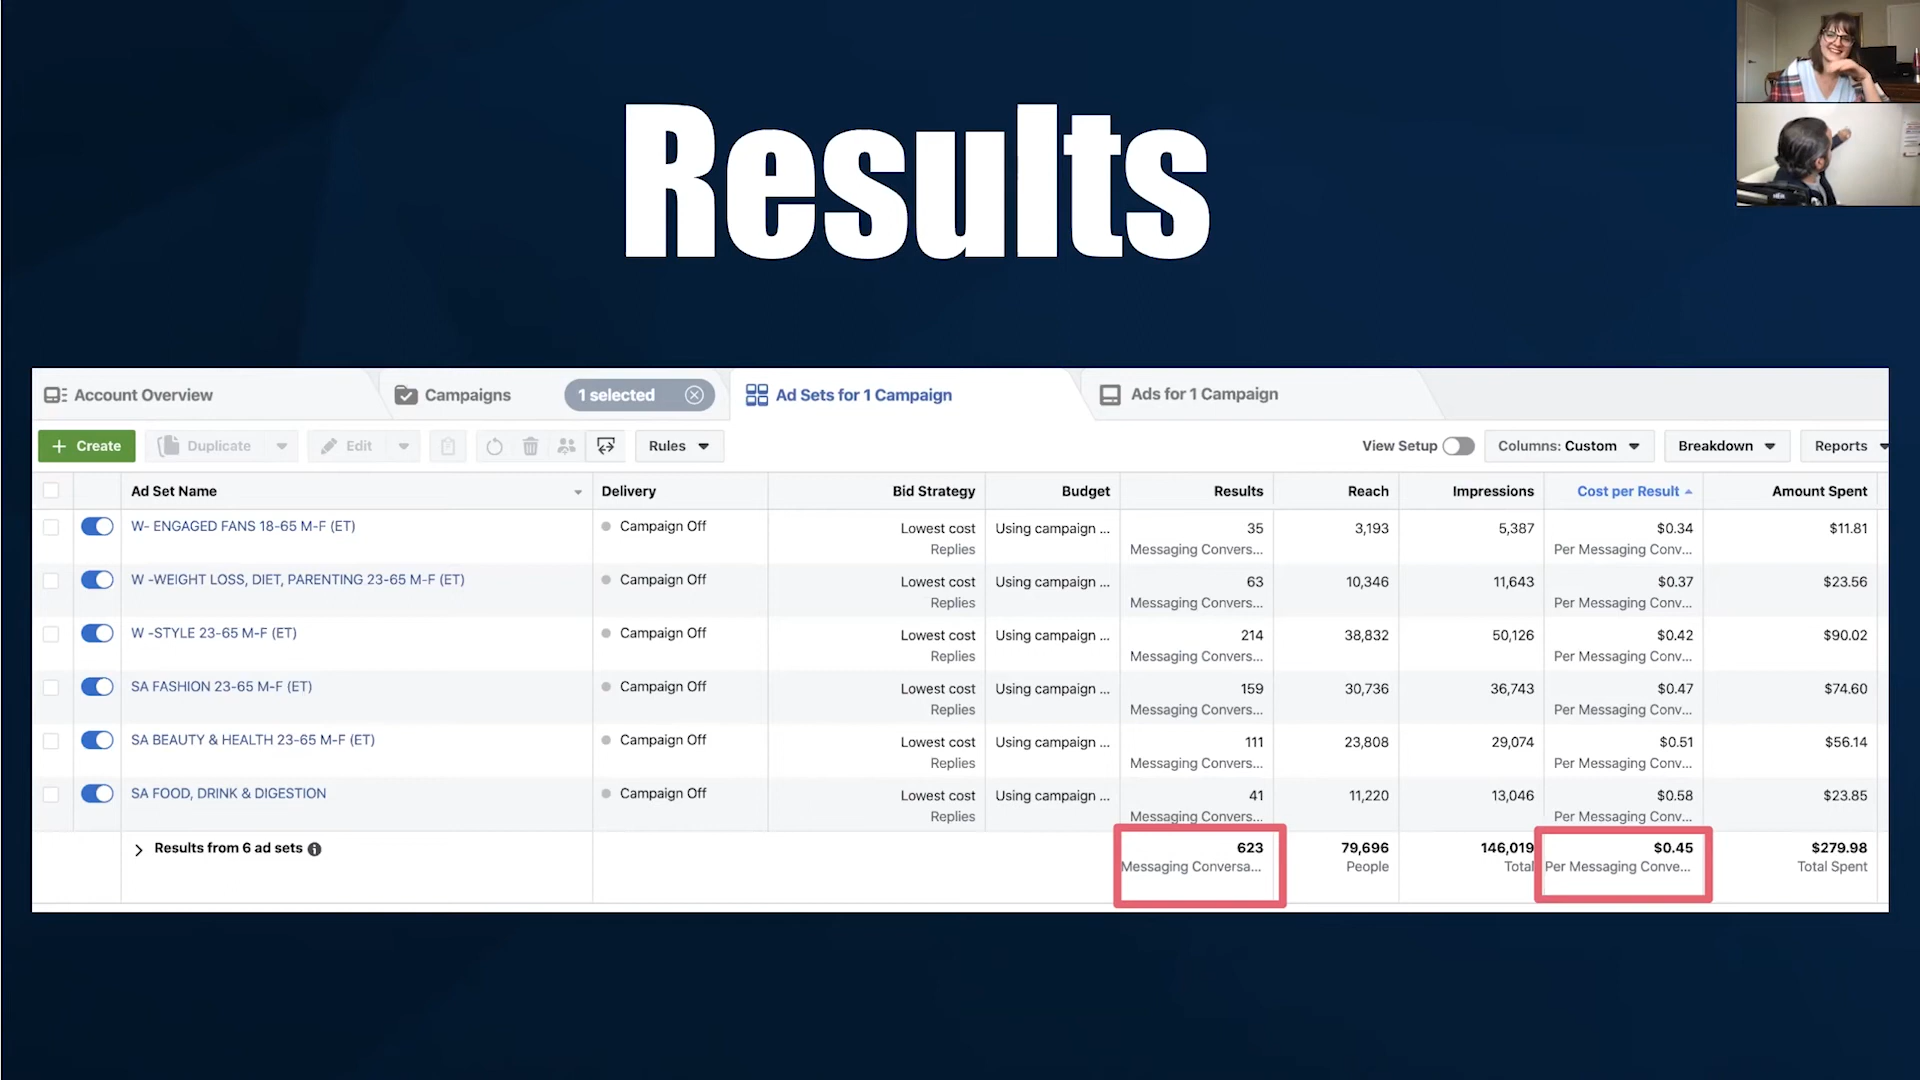 Results
Account Overview
Campaigns
1 selected
Ad Sets for 1 Campaign
Ads for 1 Campaign
+ Create
Duplicate
Edit
Rules
View Setup
Columns: Custom
Breakdown
Reports
Ad Set Name Delivery Bid Strategy Budget Results Reach Impressions Cost per Result Amount Spent
W- ENGAGED FANS 18-65 M-F (ET) Campaign Off Lowest cost Using campaign ... 35 3,193 5,387 $0.34 $11.81
Replies Messaging Convers... Per Messaging Conv...
W -WEIGHT LOSS, DIET, PARENTING 23-65 M-F (ET) Campaign Off Lowest cost Using campaign ... 63 10,346 11,643 $0.37 $23.56
Replies Messaging Convers... Per Messaging Conv...
W -STYLE 23-65 M-F (ET) Campaign Off Lowest cost Using campaign ... 214 38,832 50,126 $0.42 $90.02
Replies Messaging Convers... Per Messaging Conv...
SA FASHION 23-65 M-F (ET) Campaign Off Lowest cost Using campaign ... 159 30,736 36,743 $0.47 $74.60
Replies Messaging Convers... Per Messaging Conv...
SA BEAUTY & HEALTH 23-65 M-F (ET) Campaign Off Lowest cost Using campaign ... 111 23,808 29,074 $0.51 $56.14
Replies Messaging Convers... Per Messaging Conv...
SA FOOD, DRINK & DIGESTION Campaign Off Lowest cost Using campaign ... 41 11,220 13,046 $0.58 $23.85
Replies Messaging Convers... Per Messaging Conv...
Results from 6 ad sets 623 79,696 146,019 $0.45 $279.98
Messaging Conversa... People Total Per Messaging Conve... Total Spent